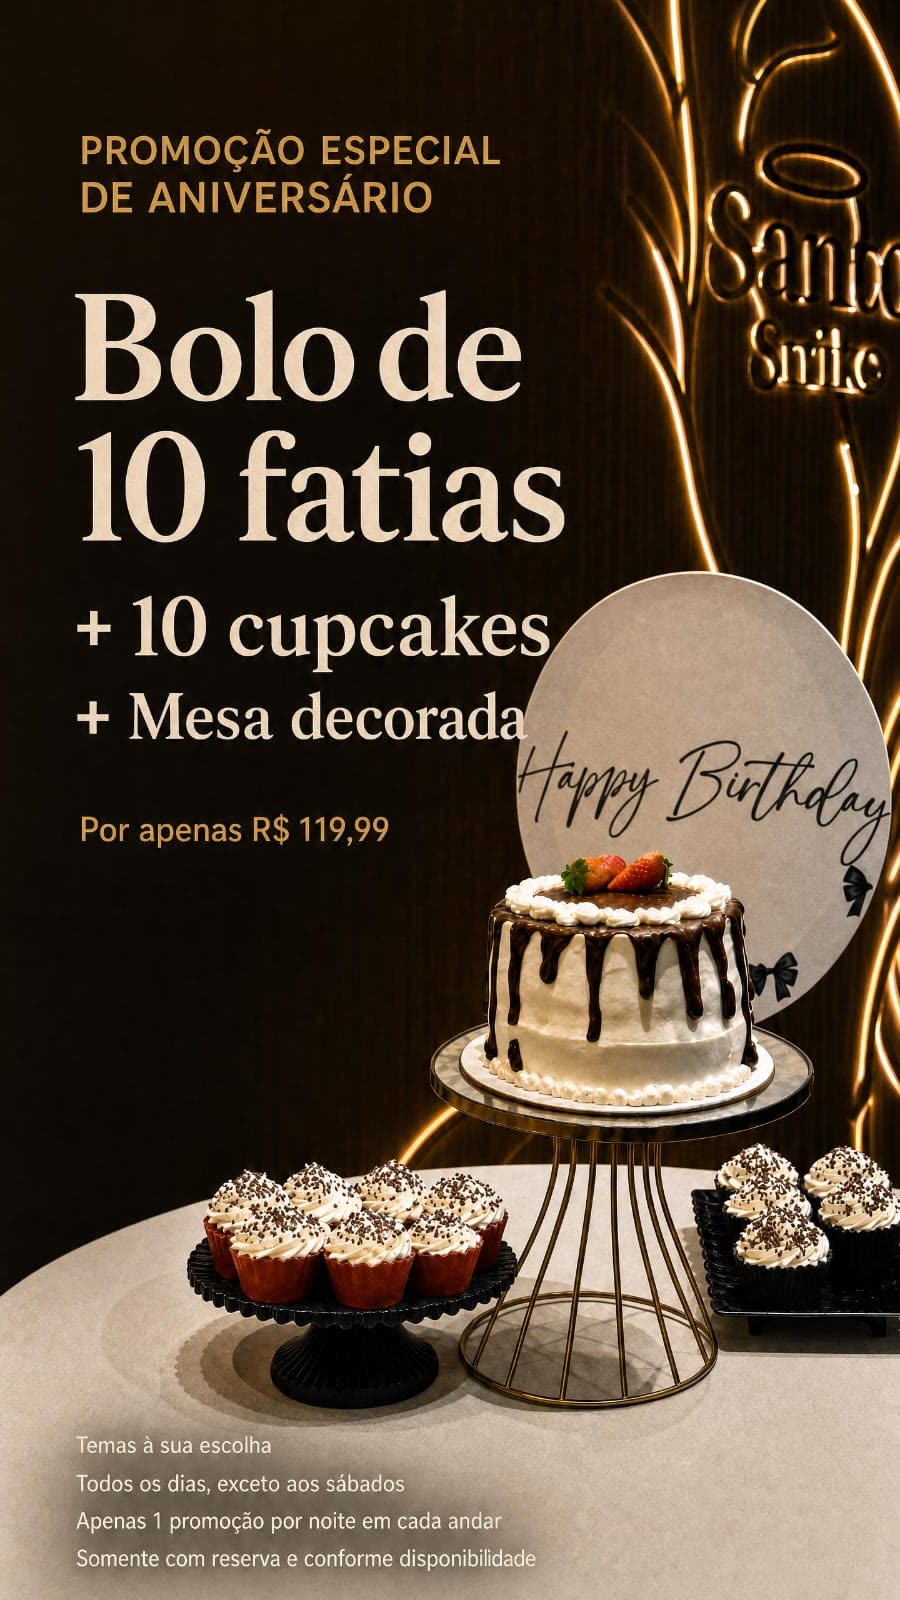 PROMOÇÃO ESPECIAL
DE ANIVERSÁRIO
Santo
Bolo de
10 fatias
+ 10 cupcakes
+ Mesa decorada
Happy Birthday
Por apenas R$ 119,99
Temas à sua escolha
Todos os dias, exceto aos sábados
Apenas 1 promoção por noite em cada andar
Somente com reserva e conforme disponibilidade